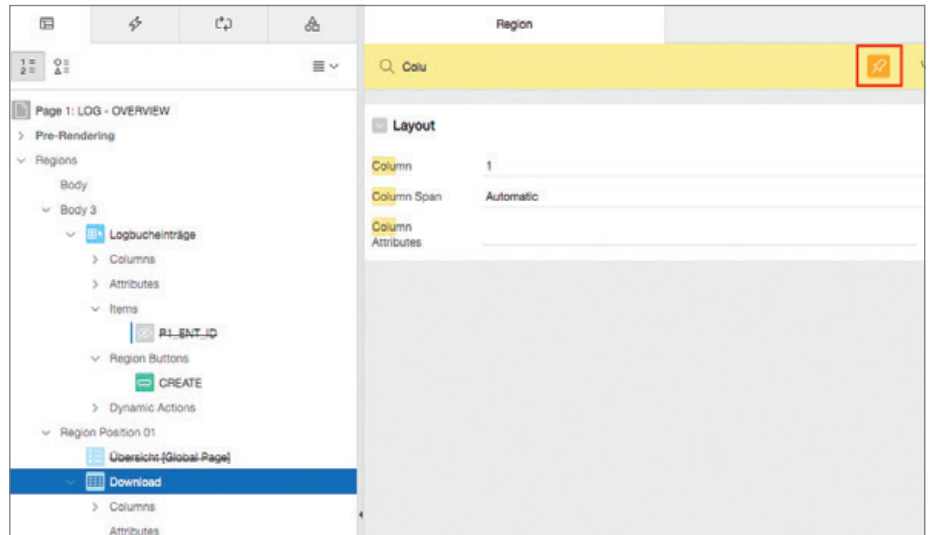 Region
Colu
Page 1: LOG - OVERVIEW
Pre-Rendering
Regions
Body
Body 3
Logbucheinträge
Columns
Attributes
Items
P1_ENT_ID
Region Buttons
CREATE
Dynamic Actions
Region Position 01
Übersicht [Global Page]
Download
Columns
Attributes
Layout
Column 1
Column Span Automatic
Column
Attributes